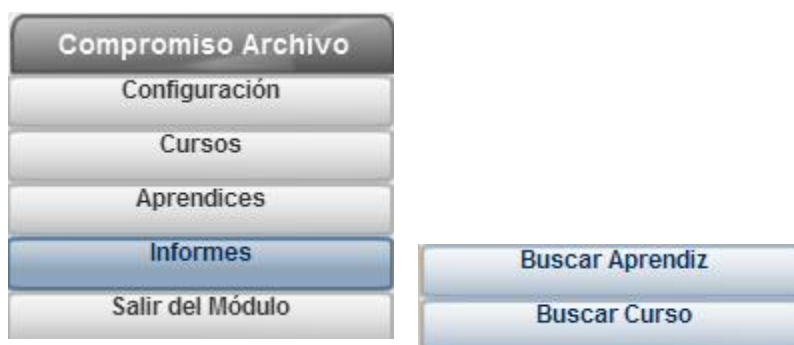 Compromiso Archivo
Configuración
Cursos
Aprendices
Informes
Salir del Módulo
Buscar Aprendiz
Buscar Curso